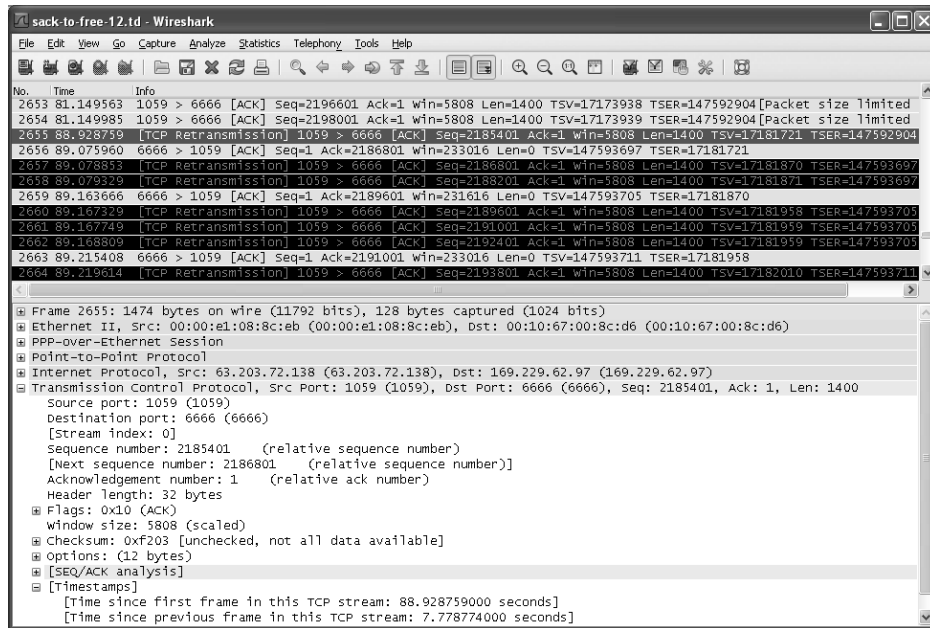 sack-to-free-12.td - Wireshark
File Edit View Go Capture Analyze Statistics Telephony Tools Help
No. Time Info
2653 81.149563 1059 > 6666 [ACK] Seq=2196601 Ack=1 Win=5808 Len=1400 TSV=17173938 TSER=147592904[Packet size limited
2654 81.149985 1059 > 6666 [ACK] Seq=2198001 Ack=1 Win=5808 Len=1400 TSV=17173939 TSER=147592904[Packet size limited
2655 88.928759 [TCP Retransmission] 1059 > 6666 [ACK] Seq=2185401 Ack=1 Win=5808 Len=1400 TSV=17181721 TSER=147592904
2656 89.075960 6666 > 1059 [ACK] Seq=1 Ack=2186801 Win=233016 Len=0 TSV=147593697 TSER=17181721
2657 89.078853 [TCP Retransmission] 1059 > 6666 [ACK] Seq=2186801 Ack=1 Win=5808 Len=1400 TSV=17181870 TSER=147593697
2658 89.079329 [TCP Retransmission] 1059 > 6666 [ACK] Seq=2188201 Ack=1 Win=5808 Len=1400 TSV=17181871 TSER=147593697
2659 89.163666 6666 > 1059 [ACK] Seq=1 Ack=2189601 Win=231616 Len=0 TSV=147593705 TSER=17181870
2660 89.167329 [TCP Retransmission] 1059 > 6666 [ACK] Seq=2189601 Ack=1 Win=5808 Len=1400 TSV=17181958 TSER=147593705
2661 89.167749 [TCP Retransmission] 1059 > 6666 [ACK] Seq=2191001 Ack=1 Win=5808 Len=1400 TSV=17181959 TSER=147593705
2662 89.168809 [TCP Retransmission] 1059 > 6666 [ACK] Seq=2192401 Ack=1 Win=5808 Len=1400 TSV=17181959 TSER=147593705
2663 89.215408 6666 > 1059 [ACK] Seq=1 Ack=2191001 Win=233016 Len=0 TSV=147593711 TSER=17181958
2664 89.219614 [TCP Retransmission] 1059 > 6666 [ACK] Seq=2193801 Ack=1 Win=5808 Len=1400 TSV=17182010 TSER=147593711
Frame 2655: 1474 bytes on wire (11792 bits), 128 bytes captured (1024 bits)
Ethernet II, Src: 00:00:e1:08:8c:eb (00:00:e1:08:8c:eb), Dst: 00:10:67:00:8c:d6 (00:10:67:00:8c:d6)
PPP-over-Ethernet Session
Point-to-Point Protocol
Internet Protocol, Src: 63.203.72.138 (63.203.72.138), Dst: 169.229.62.97 (169.229.62.97)
Transmission Control Protocol, Src Port: 1059 (1059), Dst Port: 6666 (6666), Seq: 2185401, Ack: 1, Len: 1400
Source port: 1059 (1059)
Destination port: 6666 (6666)
[Stream index: 0]
Sequence number: 2185401 (relative sequence number)
[Next sequence number: 2186801 (relative sequence number)]
Acknowledgement number: 1 (relative ack number)
Header length: 32 bytes
Flags: 0x10 (ACK)
Window size: 5808 (scaled)
Checksum: 0xf203 [unchecked, not all data available]
Options: (12 bytes)
[SEQ/ACK analysis]
[Timestamps]
[Time since first frame in this TCP stream: 88.928759000 seconds]
[Time since previous frame in this TCP stream: 7.778774000 seconds]